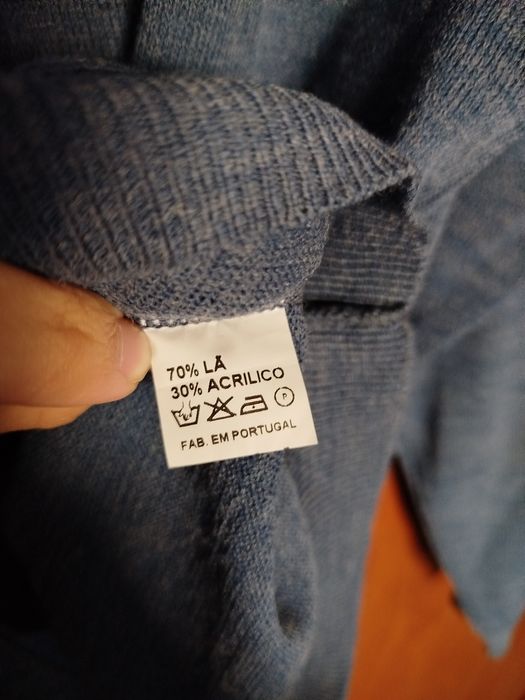 70% LÃ
30% ACRILICO
P
FAB. EM PORTUGAL